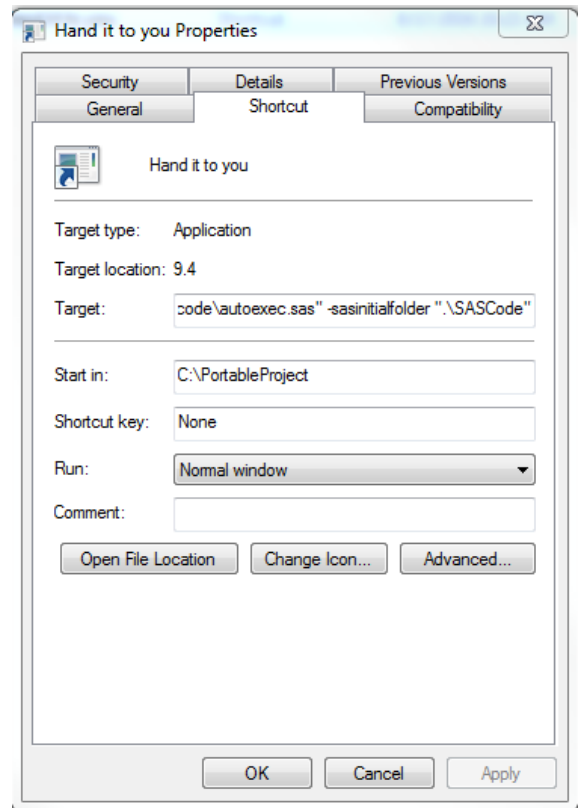 Hand it to you Properties
Security Details Previous Versions
General Shortcut Compatibility
Hand it to you
Target type: Application
Target location: 9.4
Target: code\autoexec.sas" -sasinitialfolder ".\SASCode"
Start in: C:\PortableProject
Shortcut key: None
Run: Normal window
Comment:
Open File Location Change Icon... Advanced...
OK Cancel Apply